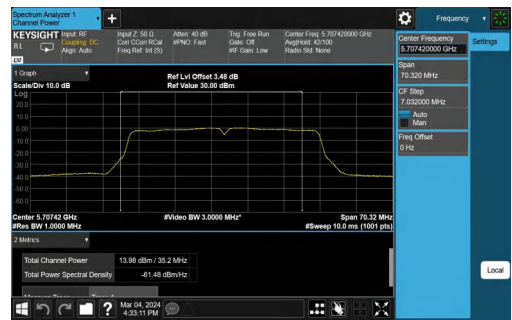 Spectrum Analyzer 1
Channel Power
+
Frequency
KEYSIGHT
RL
LXI
Input: RF
Coupling: DC
Align: Auto
Input Z: 50 Ω
Corr CCorr RCal
Freq Ref: Int (S)
Atten: 40 dB
#PNO: Fast
Trig: Free Run
Gate: Off
#IF Gain: Low
Center Freq: 5.707420000 GHz
Avg|Hold: 42/100
Radio Std: None
Center Frequency
5.707420000 GHz
Settings
Span
70.320 MHz
CF Step
7.032000 MHz
Auto
Man
Freq Offset
0 Hz
1 Graph
Scale/Div 10.0 dB
Ref Lvl Offset 3.48 dB
Ref Value 30.00 dBm
Log
20.0
10.0
0.00
-10.0
-20.0
-30.0
-40.0
-50.0
-60.0
Center 5.70742 GHz
#Video BW 3.0000 MHz*
Span 70.32 MHz
#Res BW 1.0000 MHz
#Sweep 10.0 ms (1001 pts)
2 Metrics
Total Channel Power 13.98 dBm / 35.2 MHz
Total Power Spectral Density -61.48 dBm/Hz
Local
?
Mar 04, 2024
4:33:11 PM